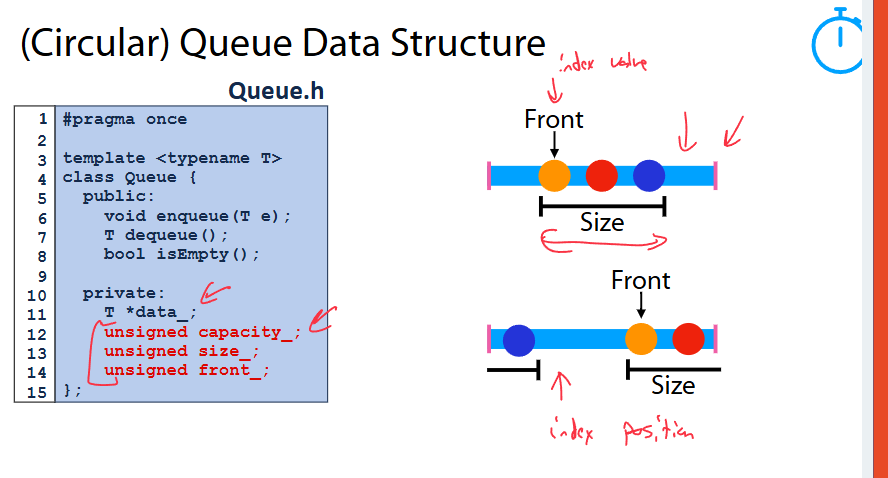 (Circular) Queue Data Structure
Queue.h
1 #pragma once
2
3 template <typename T>
4 class Queue {
5 public:
6 void enqueue(T e);
7 T dequeue();
8 bool isEmpty();
9
10 private:
11 T *data_;
12 unsigned capacity_;
13 unsigned size_;
14 unsigned front_;
15 };
index value
Front
Size
Front
Size
index position